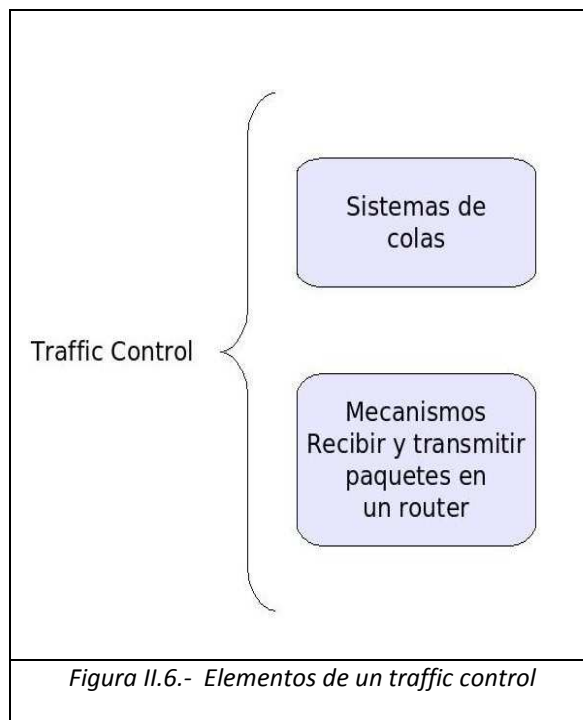 Sistemas de
colas
Traffic Control
Mecanismos
Recibir y transmitir
paquetes en
un router
Figura II.6.- Elementos de un traffic control